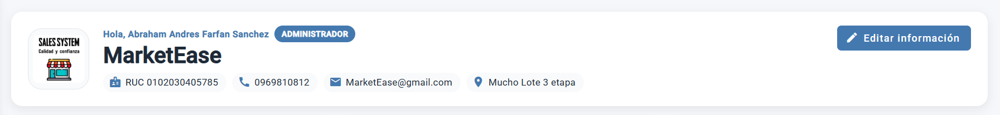 SALES SYSTEM
Calidad y confianza
Hola, Abraham Andres Farfan Sanchez ADMINISTRADOR
MarketEase
RUC 0102030405785 0969810812 MarketEase@gmail.com Mucho Lote 3 etapa
Editar información